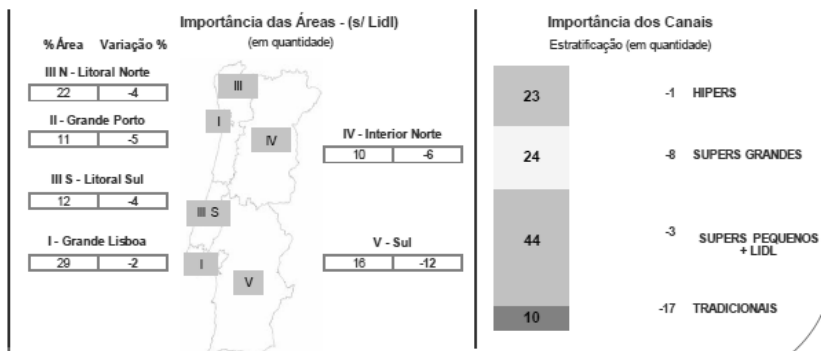 Importância das Áreas - (s/ Lidl)
(em quantidade)
% Área Variação %
III N - Litoral Norte
22 -4
II - Grande Porto
11 -5
III S - Litoral Sul
12 -4
I - Grande Lisboa
29 -2
III
I
IV
III S
I
V
IV - Interior Norte
10 -6
V - Sul
16 -12
Importância dos Canais
Estratificação (em quantidade)
23 -1 HIPERS
24 -8 SUPERS GRANDES
44 -3 SUPERS PEQUENOS
+ LIDL
10 -17 TRADICIONAIS